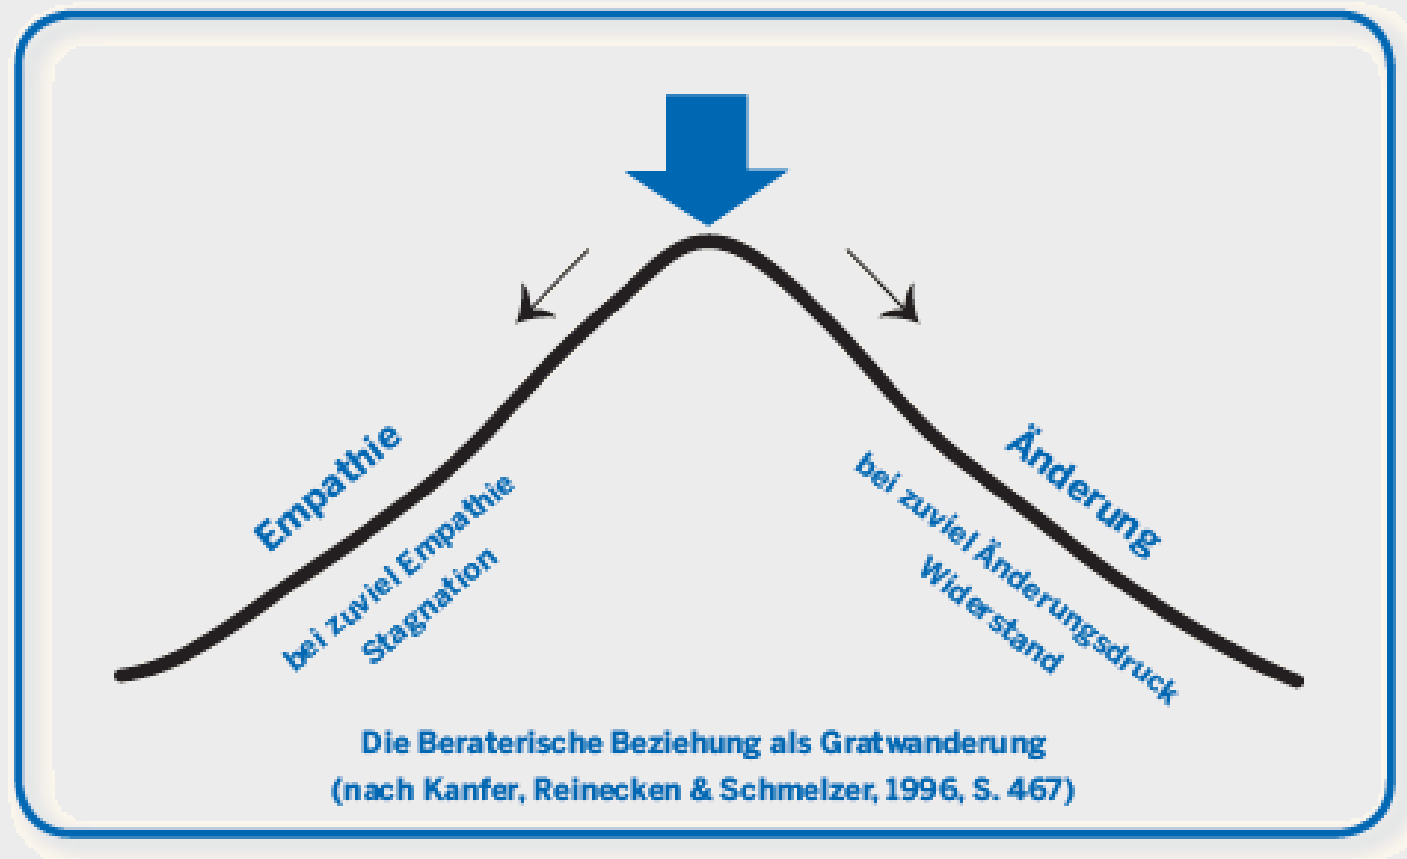 Empathie
bei zuviel Empathie
Stagnation
Änderung
bei zuviel Änderungsdruck
Widerstand
Die Beraterische Beziehung als Gratwanderung
(nach Kanfer, Reinecken & Schmelzer, 1996, S. 467)